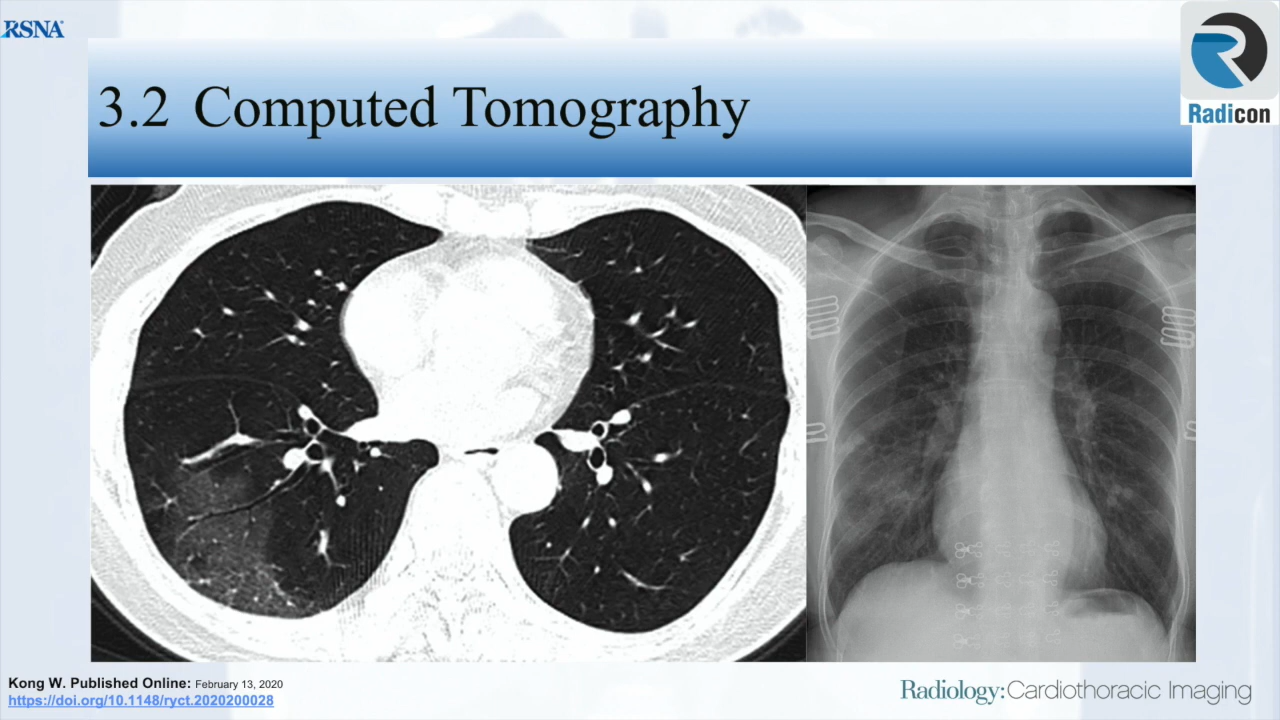 RSNA
3.2 Computed Tomography
Radicon
Kong W. Published Online: February 13, 2020
https://doi.org/10.1148/ryct.2020200028
Radiology: Cardiothoracic Imaging